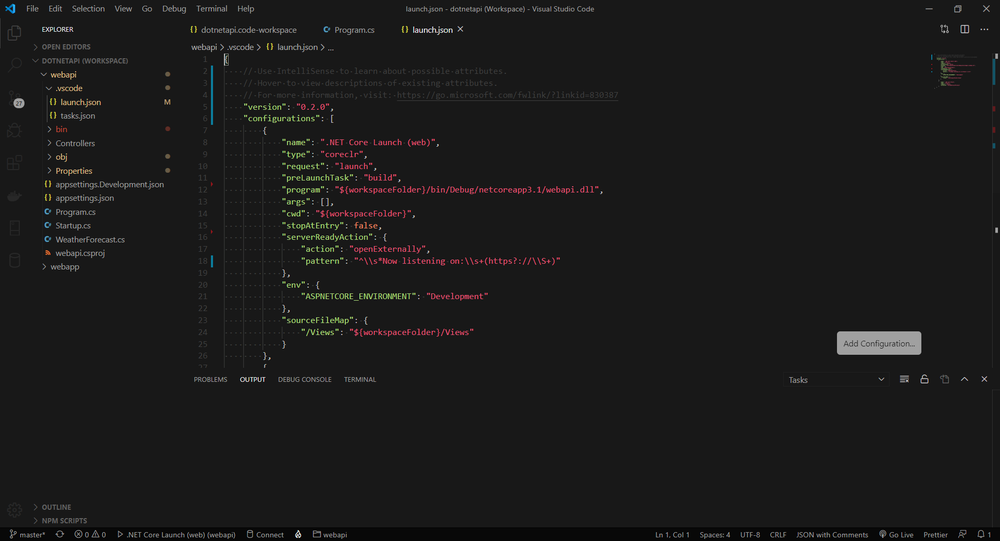 File Edit Selection View Go Debug Terminal Help
launch.json - dotnetapi (Workspace) - Visual Studio Code
EXPLORER
OPEN EDITORS
DOTNETAPI (WORKSPACE)
webapi
.vscode
launch.json M
tasks.json
bin
Controllers
obj
Properties
appsettings.Development.json
appsettings.json
Program.cs
Startup.cs
WeatherForecast.cs
webapi.csproj
webapp
27
OUTLINE
NPM SCRIPTS
dotnetapi.code-workspace Program.cs launch.json
webapi > .vscode > {} launch.json > ...
1 {
2 // Use IntelliSense to learn about possible attributes.
3 // Hover to view descriptions of existing attributes.
4 // For more information, visit: https://go.microsoft.com/fwlink/?linkid=830387
5 "version": "0.2.0",
6 "configurations": [
7 {
8 "name": ".NET Core Launch (web)",
9 "type": "coreclr",
10 "request": "launch",
11 "preLaunchTask": "build",
12 "program": "${workspaceFolder}/bin/Debug/netcoreapp3.1/webapi.dll",
13 "args": [],
14 "cwd": "${workspaceFolder}",
15 "stopAtEntry": false,
16 "serverReadyAction": {
17 "action": "openExternally",
18 "pattern": "^\\s*Now listening on:\\s+(https?://\\S+)"
19 },
20 "env": {
21 "ASPNETCORE_ENVIRONMENT": "Development"
22 },
23 "sourceFileMap": {
24 "/Views": "${workspaceFolder}/Views"
25 }
26 },
27 {
Add Configuration...
PROBLEMS OUTPUT DEBUG CONSOLE TERMINAL
Tasks
master* 0 0 .NET Core Launch (web) (webapi) Connect webapi
Ln 1, Col 1 Spaces: 4 UTF-8 CRLF JSON with Comments Go Live Prettier 1